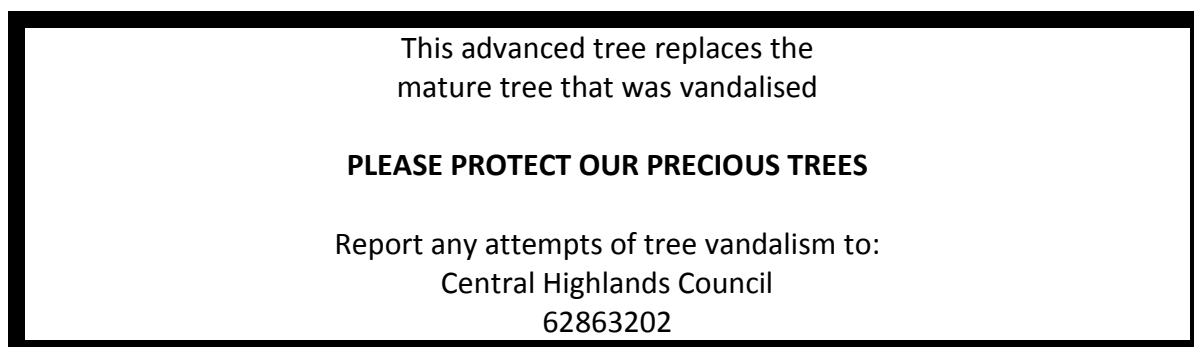 This advanced tree replaces the
mature tree that was vandalised
PLEASE PROTECT OUR PRECIOUS TREES
Report any attempts of tree vandalism to:
Central Highlands Council
62863202